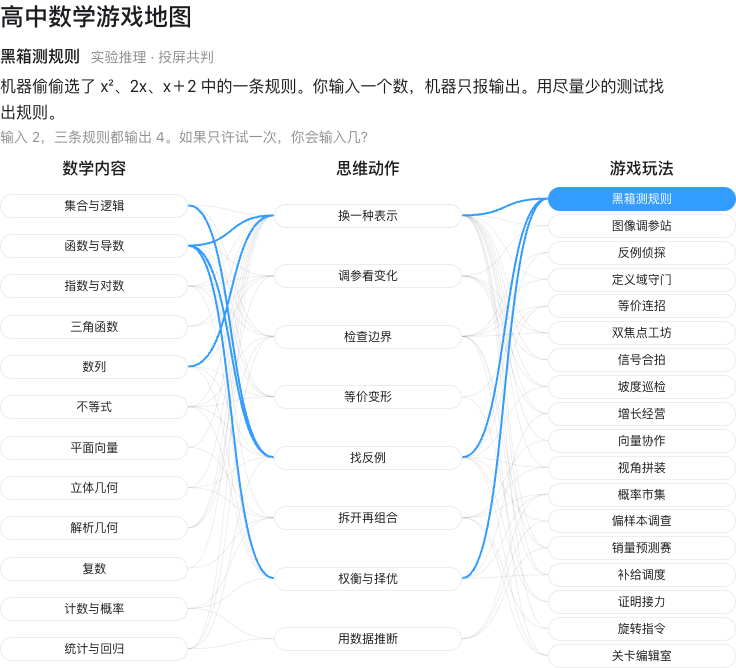 高中数学游戏地图
黑箱测规则 实验推理 · 投屏共判
机器偷偷选了 x²、2x、x＋2 中的一条规则。你输入一个数，机器只报输出。用尽量少的测试找
出规则。
输入 2，三条规则都输出 4。如果只许试一次，你会输入几？
数学内容 思维动作 游戏玩法
集合与逻辑
函数与导数
指数与对数
三角函数
数列
不等式
平面向量
立体几何
解析几何
复数
计数与概率
统计与回归
换一种表示
调参看变化
检查边界
等价变形
找反例
拆开再组合
权衡与择优
用数据推断
黑箱测规则
图像调参站
反例侦探
定义域守门
等价连招
双焦点工坊
信号合拍
坡度巡检
增长经营
向量协作
视角拼装
概率市集
偏样本调查
销量预测赛
补给调度
证明接力
旋转指令
关卡编辑室